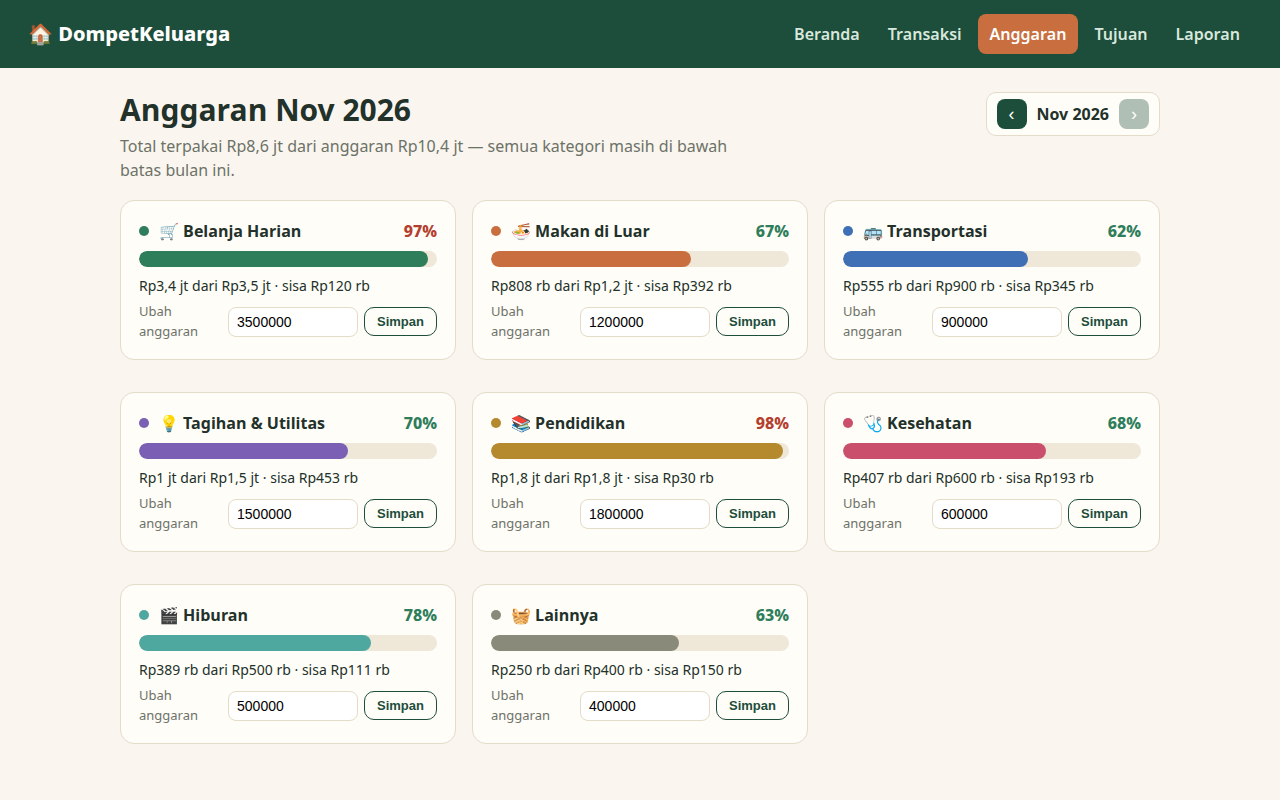 🏠 DompetKeluarga
Beranda Transaksi Anggaran Tujuan Laporan
Anggaran Nov 2026
‹ Nov 2026 ›
Total terpakai Rp8,6 jt dari anggaran Rp10,4 jt — semua kategori masih di bawah
batas bulan ini.
🛒 Belanja Harian 97%
Rp3,4 jt dari Rp3,5 jt · sisa Rp120 rb
Ubah
anggaran
3500000 Simpan
🍜 Makan di Luar 67%
Rp808 rb dari Rp1,2 jt · sisa Rp392 rb
Ubah
anggaran
1200000 Simpan
🚌 Transportasi 62%
Rp555 rb dari Rp900 rb · sisa Rp345 rb
Ubah
anggaran
900000 Simpan
💡 Tagihan & Utilitas 70%
Rp1 jt dari Rp1,5 jt · sisa Rp453 rb
Ubah
anggaran
1500000 Simpan
📚 Pendidikan 98%
Rp1,8 jt dari Rp1,8 jt · sisa Rp30 rb
Ubah
anggaran
1800000 Simpan
🩺 Kesehatan 68%
Rp407 rb dari Rp600 rb · sisa Rp193 rb
Ubah
anggaran
600000 Simpan
🎬 Hiburan 78%
Rp389 rb dari Rp500 rb · sisa Rp111 rb
Ubah
anggaran
500000 Simpan
🧺 Lainnya 63%
Rp250 rb dari Rp400 rb · sisa Rp150 rb
Ubah
anggaran
400000 Simpan